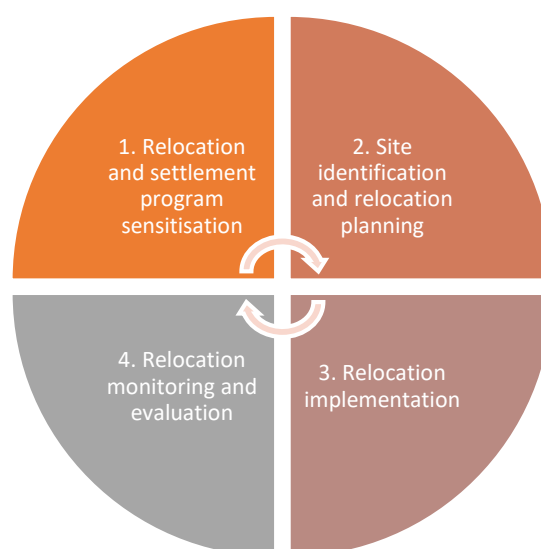 1. Relocation
and settlement
program
sensitisation
2. Site
identification
and relocation
planning
3. Relocation
implementation
4. Relocation
monitoring and
evaluation